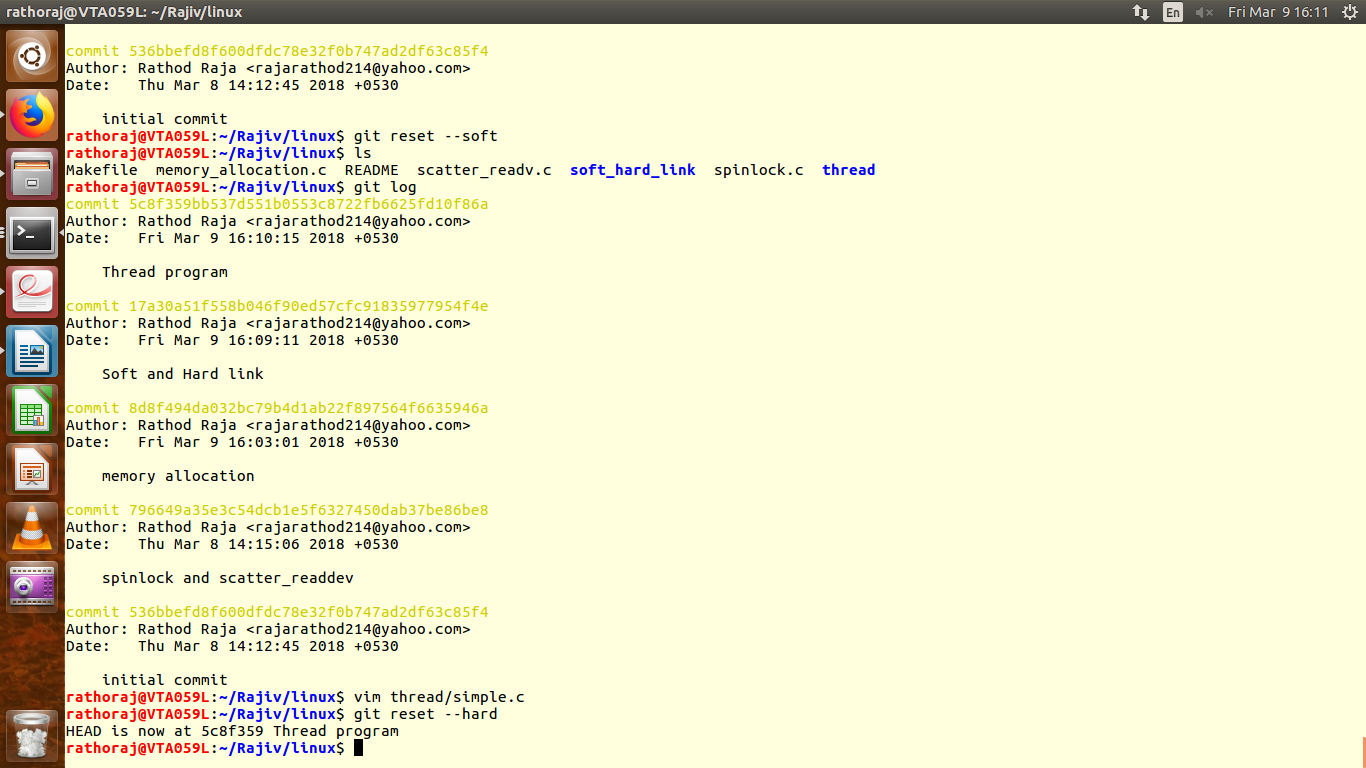 rathoraj@VTA059L: ~/Rajiv/linux
En
Fri Mar 9 16:11
commit 536bbefd8f600dfdc78e32f0b747ad2df63c85f4
Author: Rathod Raja <rajarathod214@yahoo.com>
Date:   Thu Mar 8 14:12:45 2018 +0530
    initial commit
rathoraj@VTA059L:~/Rajiv/linux$ git reset --soft
rathoraj@VTA059L:~/Rajiv/linux$ ls
Makefile  memory_allocation.c  README  scatter_readv.c  soft_hard_link  spinlock.c  thread
rathoraj@VTA059L:~/Rajiv/linux$ git log
commit 5c8f359bb537d551b0553c8722fb6625fd10f86a
Author: Rathod Raja <rajarathod214@yahoo.com>
Date:   Fri Mar 9 16:10:15 2018 +0530
    Thread program
commit 17a30a51f558b046f90ed57cfc91835977954f4e
Author: Rathod Raja <rajarathod214@yahoo.com>
Date:   Fri Mar 9 16:09:11 2018 +0530
    Soft and Hard link
commit 8d8f494da032bc79b4d1ab22f897564f6635946a
Author: Rathod Raja <rajarathod214@yahoo.com>
Date:   Fri Mar 9 16:03:01 2018 +0530
    memory allocation
commit 796649a35e3c54dcb1e5f6327450dab37be86be8
Author: Rathod Raja <rajarathod214@yahoo.com>
Date:   Thu Mar 8 14:15:06 2018 +0530
    spinlock and scatter_readdev
commit 536bbefd8f600dfdc78e32f0b747ad2df63c85f4
Author: Rathod Raja <rajarathod214@yahoo.com>
Date:   Thu Mar 8 14:12:45 2018 +0530
    initial commit
rathoraj@VTA059L:~/Rajiv/linux$ vim thread/simple.c
rathoraj@VTA059L:~/Rajiv/linux$ git reset --hard
HEAD is now at 5c8f359 Thread program
rathoraj@VTA059L:~/Rajiv/linux$